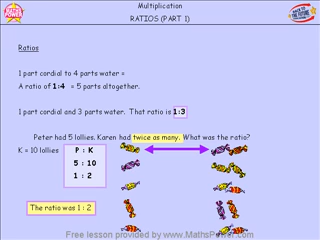 Multiplication
RATIOS (PART 1)
Ratios
1 part cordial to 4 parts water =
A ratio of 1:4 = 5 parts altogether.
1 part cordial and 3 parts water. That ratio is 1:3
Peter had 5 lollies. Karen had twice as many. What was the ratio?
K = 10 lollies
P : K
5 : 10
1 : 2
The ratio was 1 : 2
Free lesson provided by www.MathsPower.com